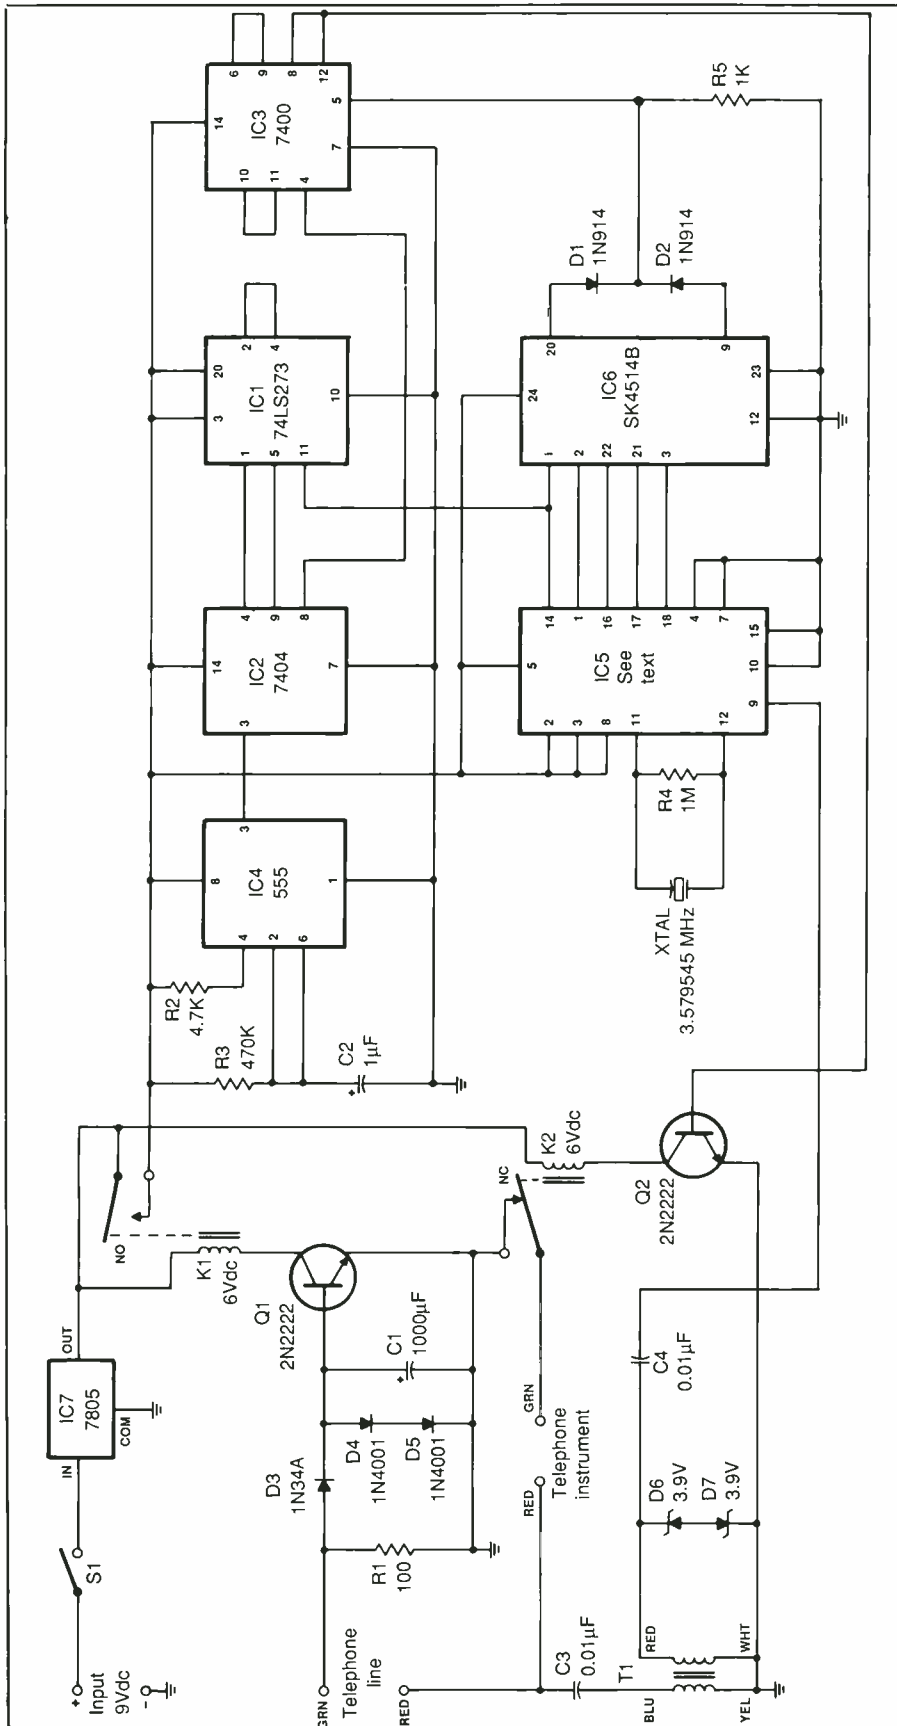 +
Input
9Vdc
-
S1
IN
IC7
7805
OUT
COM
NO
K1
6Vdc
Q1
2N2222
D3
1N34A
R1
100
D4
1N4001
D5
1N4001
C1
1000µF
+
GRN
Telephone
line
RED
RED
GRN
Telephone
instrument
NC
K2
6Vdc
Q2
2N2222
C3
0.01µF
T1
BLU
YEL
RED
WHT
D6
3.9V
D7
3.9V
C4
0.01µF
R2
4.7K
R3
470K
C2
1µF
+
8
4
2
6
IC4
555
3
1
14
3
IC2
7404
4
9
8
7
3
20
1
5
11
IC1
74LS273
2
4
10
14
10
11
4
IC3
7400
6
9
8
12
7
5
XTAL
3.579545 MHz
R4
1M
5
2
3
8
11
12
IC5
See
text
14
1
16
17
18
4
7
9
10
15
24
1
2
22
21
3
IC6
SK4514B
20
9
12
23
D1
1N914
D2
1N914
R5
1K